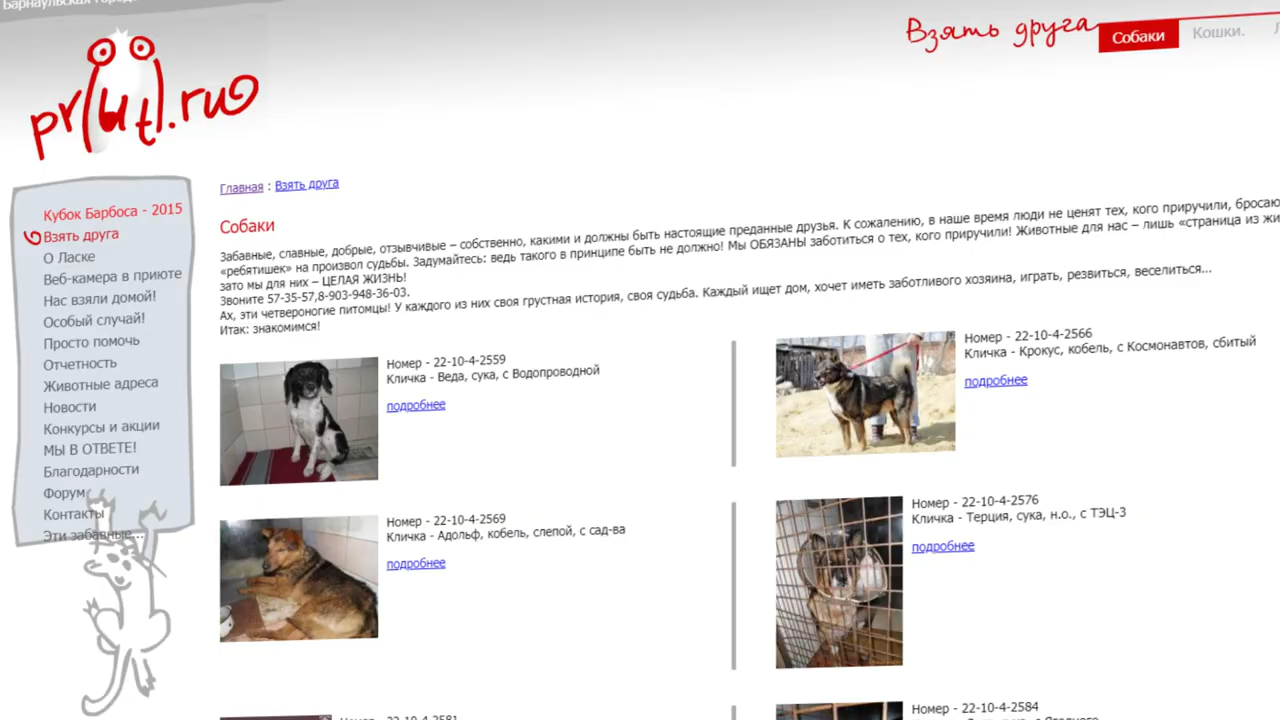 priut.ru
Взять друга
Собаки
Кошки.
Кубок Барбоса - 2015
Взять друга
О Ласке
Веб-камера в приюте
Нас взяли домой!
Особый случай!
Просто помочь
Отчетность
Животные адреса
Новости
Конкурсы и акции
МЫ В ОТВЕТЕ!
Благодарности
Форум
Контакты
Эти забавные...
Главная : Взять друга
Собаки
Забавные, славные, добрые, отзывчивые – собственно, какими и должны быть настоящие преданные друзья. К сожалению, в наше время люди не ценят тех, кого приручили,
«ребятишек» на произвол судьбы. Задумайтесь: ведь такого в принципе быть не должно! Мы ОБЯЗАНЫ заботиться о тех, кого приручили! Животные для нас – лишь «страница из
зато мы для них – ЦЕЛАЯ ЖИЗНЬ!
Звоните 57-35-57,8-903-948-36-03.
Ах, эти четвероногие питомцы! У каждого из них своя грустная история, своя судьба. Каждый ищет дом, хочет иметь заботливого хозяина, играть, резвиться, веселиться...
Итак: знакомимся!
Номер - 22-10-4-2559
Кличка - Веда, сука, с Водопроводной
подробнее
Номер - 22-10-4-2566
Кличка - Крокус, кобель, с Космонавтов, сбитый
подробнее
Номер - 22-10-4-2569
Кличка - Адольф, кобель, слепой, с сад-ва
подробнее
Номер - 22-10-4-2576
Кличка - Терция, сука, н.о., с ТЭЦ-3
подробнее
Номер - 22-10-4-2581
Номер - 22-10-4-2584